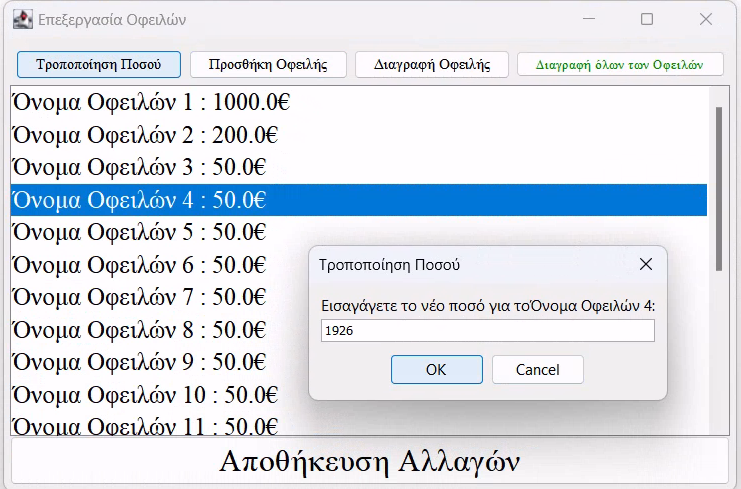 Επεξεργασία Οφειλών
Τροποποίηση Ποσού Προσθήκη Οφειλής Διαγραφή Οφειλής Διαγραφή όλων των Οφειλών
Όνομα Οφειλών 1 : 1000.0€
Όνομα Οφειλών 2 : 200.0€
Όνομα Οφειλών 3 : 50.0€
Όνομα Οφειλών 4 : 50.0€
Όνομα Οφειλών 5 : 50.0€
Όνομα Οφειλών 6 : 50.0€
Όνομα Οφειλών 7 : 50.0€
Όνομα Οφειλών 8 : 50.0€
Όνομα Οφειλών 9 : 50.0€
Όνομα Οφειλών 10 : 50.0€
Όνομα Οφειλών 11 : 50.0€
Τροποποίηση Ποσού
Εισαγάγετε το νέο ποσό για τοΌνομα Οφειλών 4:
1926
OK Cancel
Αποθήκευση Αλλαγών